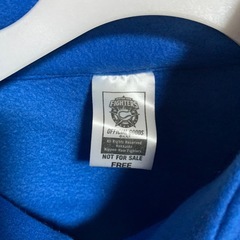 FIGHTERS
OFFICIAL GOODS
All Rights Reserved
Hokkaido
Nippon Ham Fighters
NOT FOR SALE
FREE